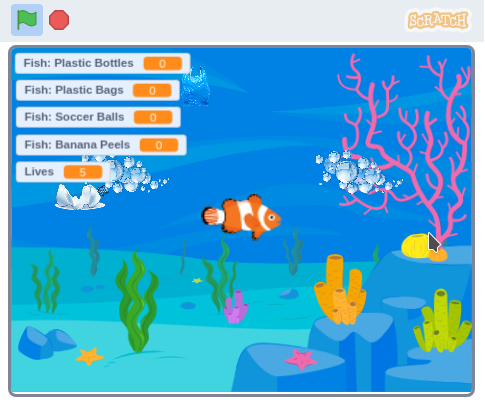 SCRATCH
Fish: Plastic Bottles 0
Fish: Plastic Bags 0
Fish: Soccer Balls 0
Fish: Banana Peels 0
Lives 5